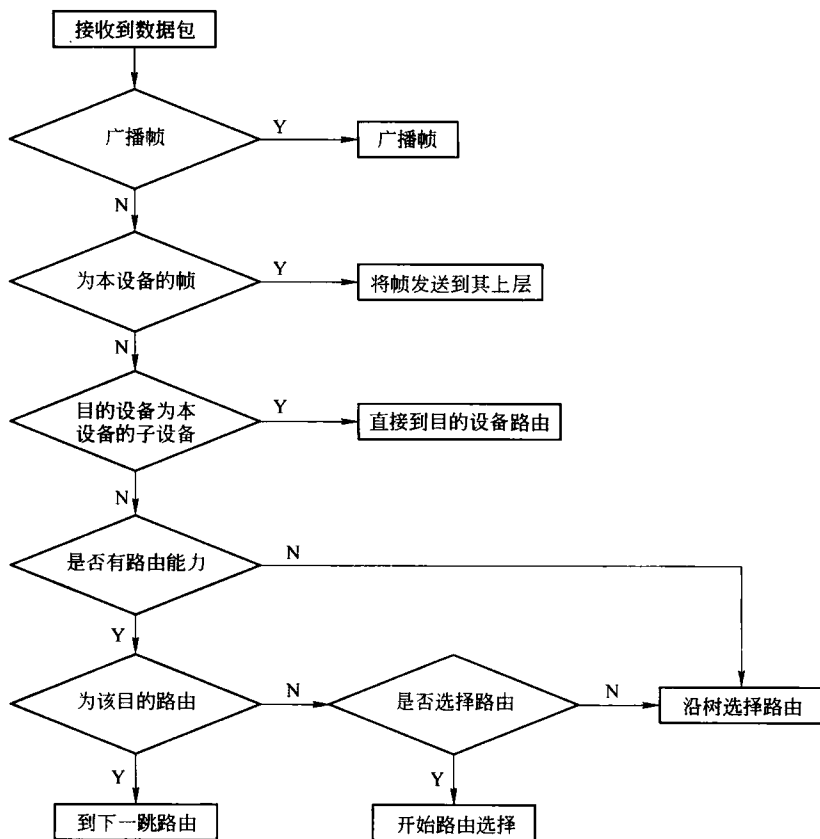 接收到数据包
广播帧
Y
广播帧
N
为本设备的帧
Y
将帧发送到其上层
N
目的设备为本
设备的子设备
Y
直接到目的设备路由
N
是否有路由能力
N
Y
为该目的路由
N
是否选择路由
N
沿树选择路由
Y
Y
到下一跳路由
开始路由选择